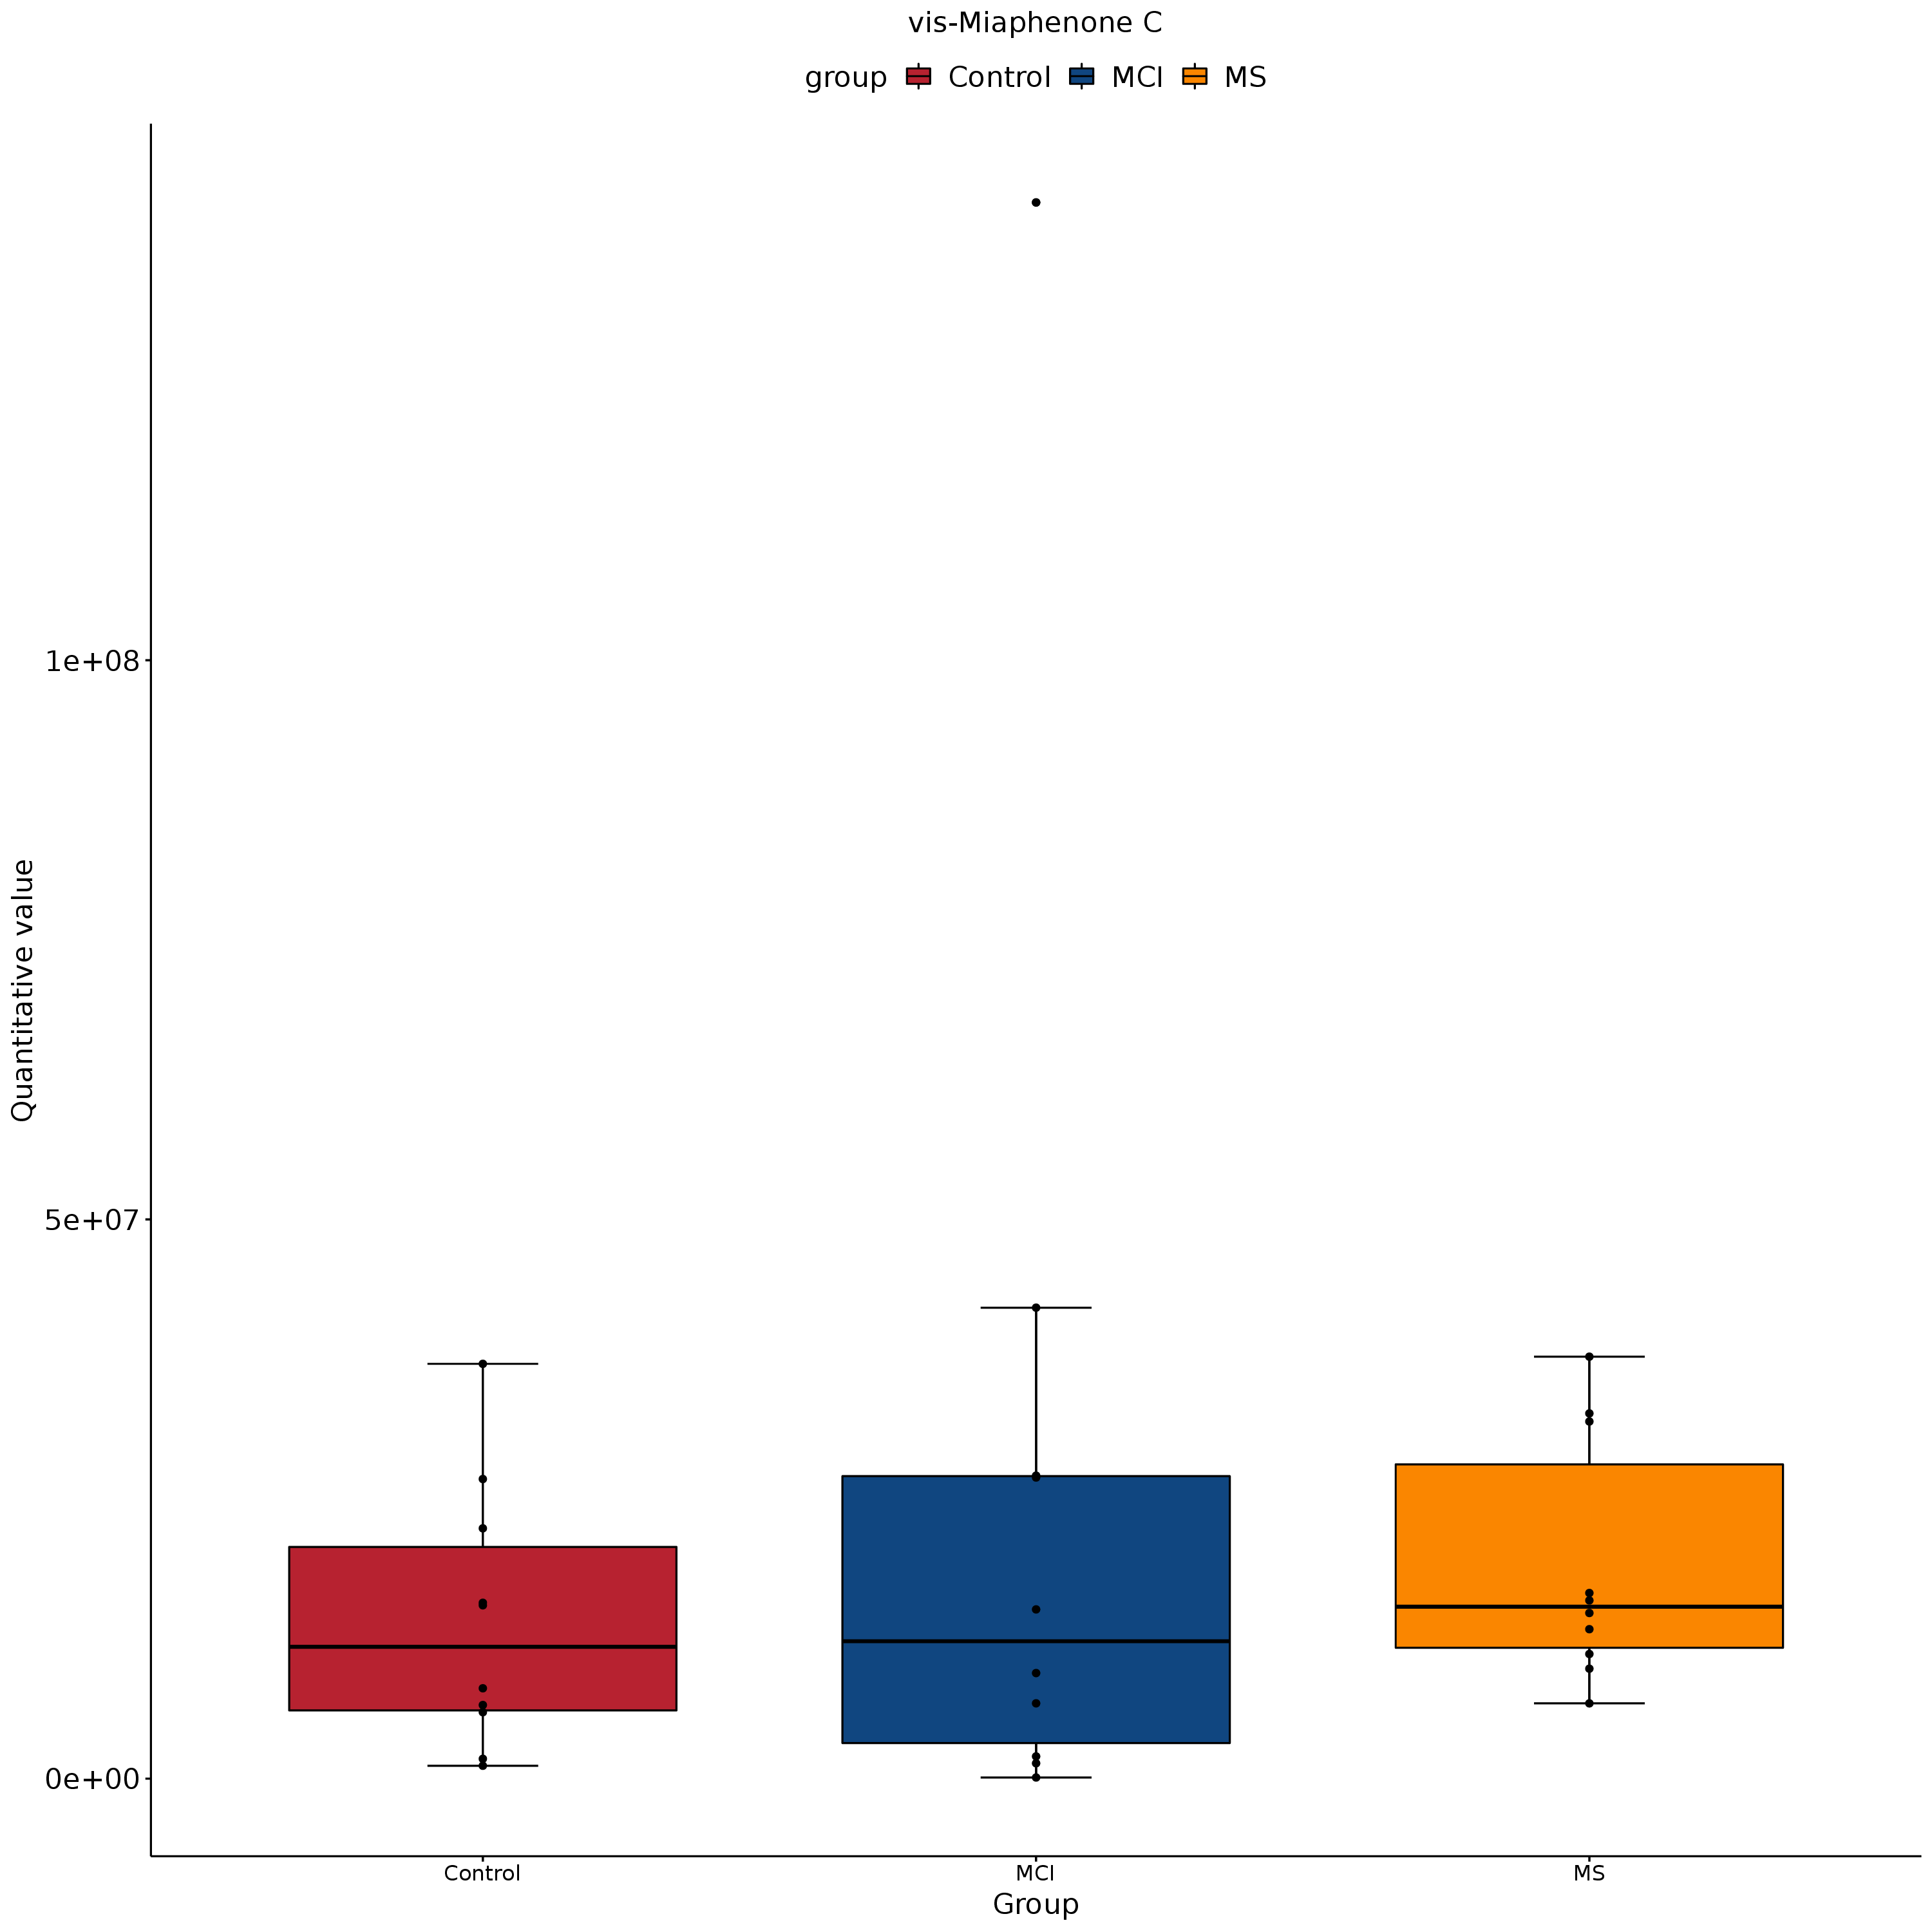 vis-Miaphenone C
group Control MCI MS
Quantitative value
1e+08
5e+07
0e+00
Control MCI MS
Group